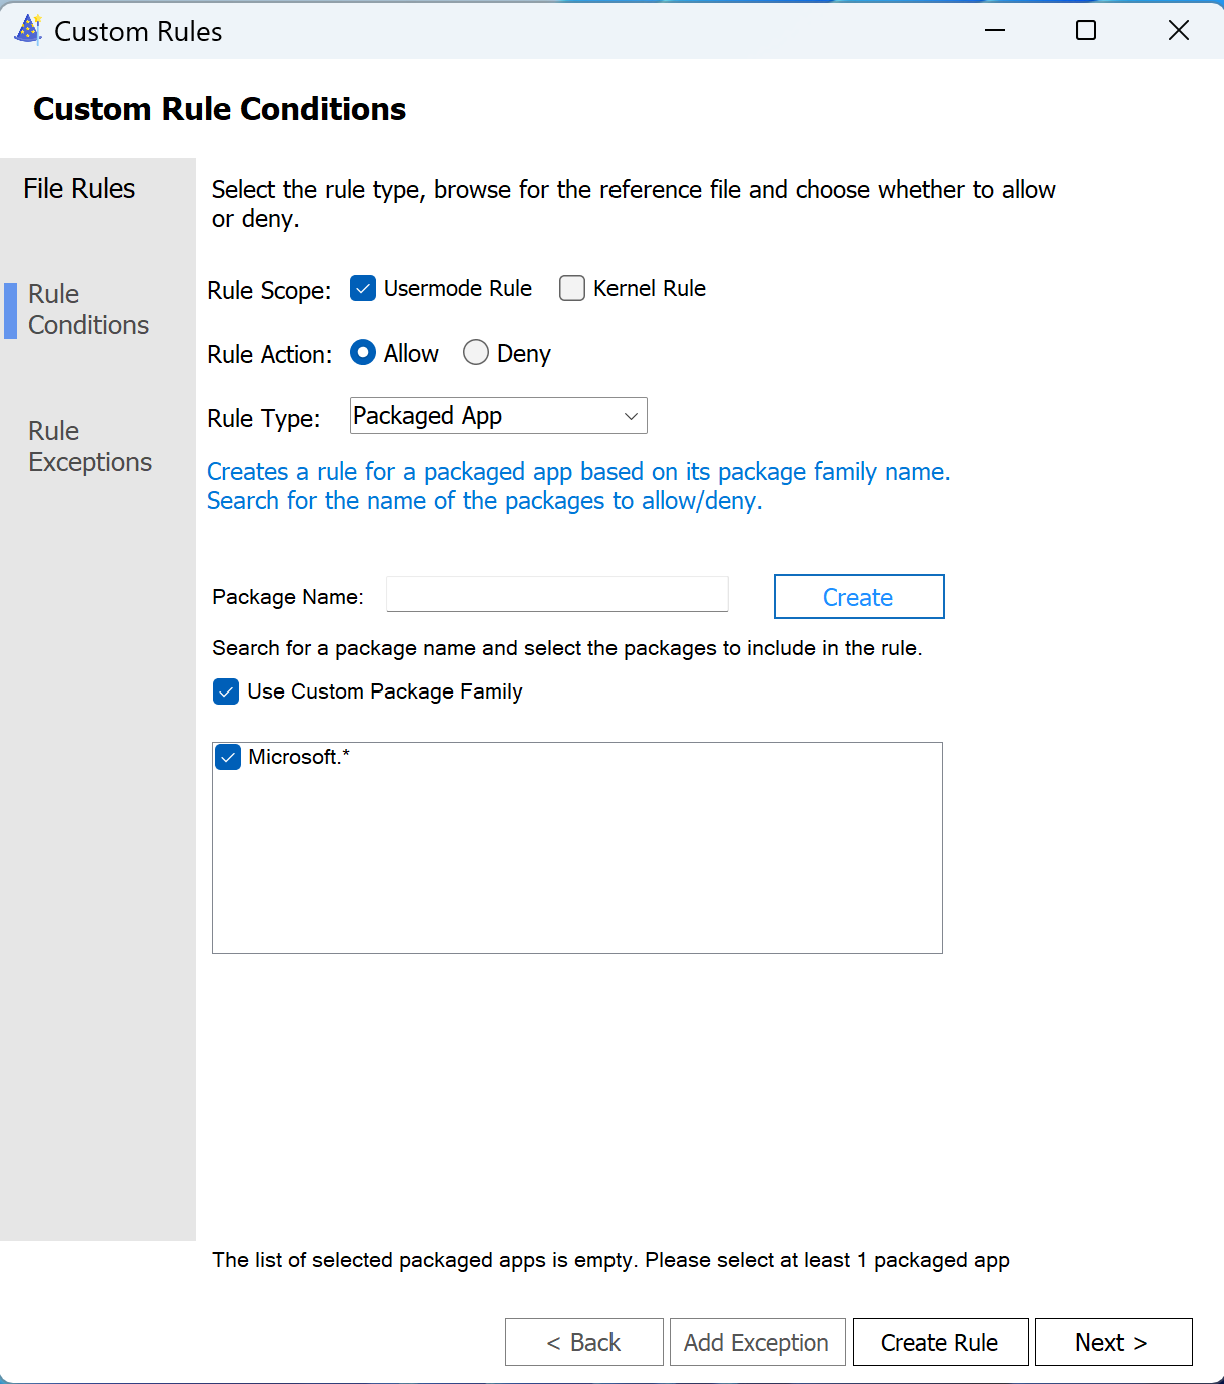 Custom Rules
Custom Rule Conditions
File Rules
Rule
Conditions
Rule
Exceptions
Select the rule type, browse for the reference file and choose whether to allow
or deny.
Rule Scope: Usermode Rule Kernel Rule
Rule Action: Allow Deny
Rule Type: Packaged App
Creates a rule for a packaged app based on its package family name.
Search for the name of the packages to allow/deny.
Package Name: Create
Search for a package name and select the packages to include in the rule.
Use Custom Package Family
Microsoft.*
The list of selected packaged apps is empty. Please select at least 1 packaged app
< Back Add Exception Create Rule Next >